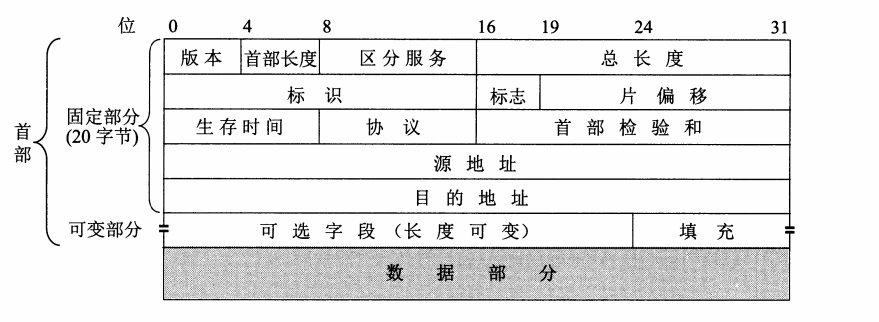 位 0 4 8 16 19 24 31
版本 首部长度 区分服务 总长度
标识 标志 片偏移
生存时间 协议 首部检验和
源地址
目的地址
可选字段（长度可变） 填充
数据部分
首部
固定部分
(20 字节)
可变部分